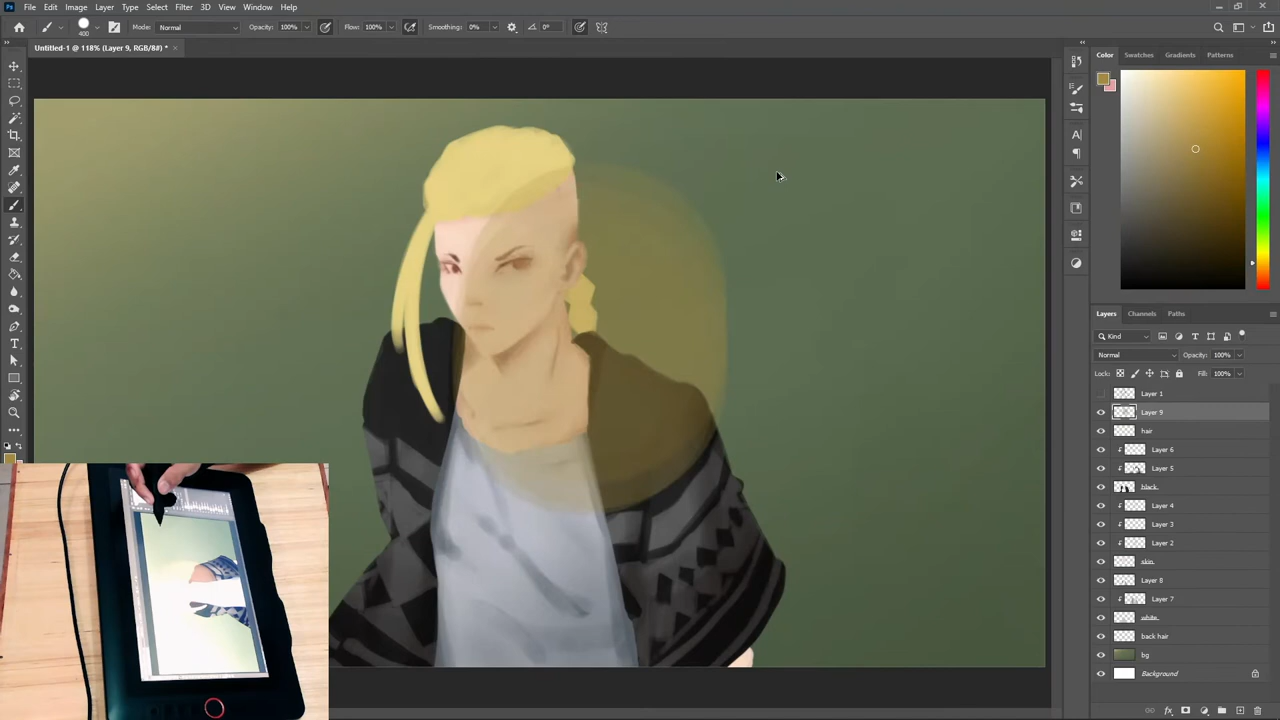 Ps File Edit Image Layer Type Select Filter 3D View Window Help
400 Mode: Normal Opacity: 100% Flow: 100% Smoothing: 0% 0°
Untitled-1 @ 118% (Layer 9, RGB/8#) * ×
Color Swatches Gradients Patterns
Layers Channels Paths
Kind
Normal Opacity: 100%
Lock: Fill: 100%
Layer 1
Layer 9
hair
Layer 6
Layer 5
black
Layer 4
Layer 3
Layer 2
skin
Layer 8
Layer 7
white
back hair
bg
Background